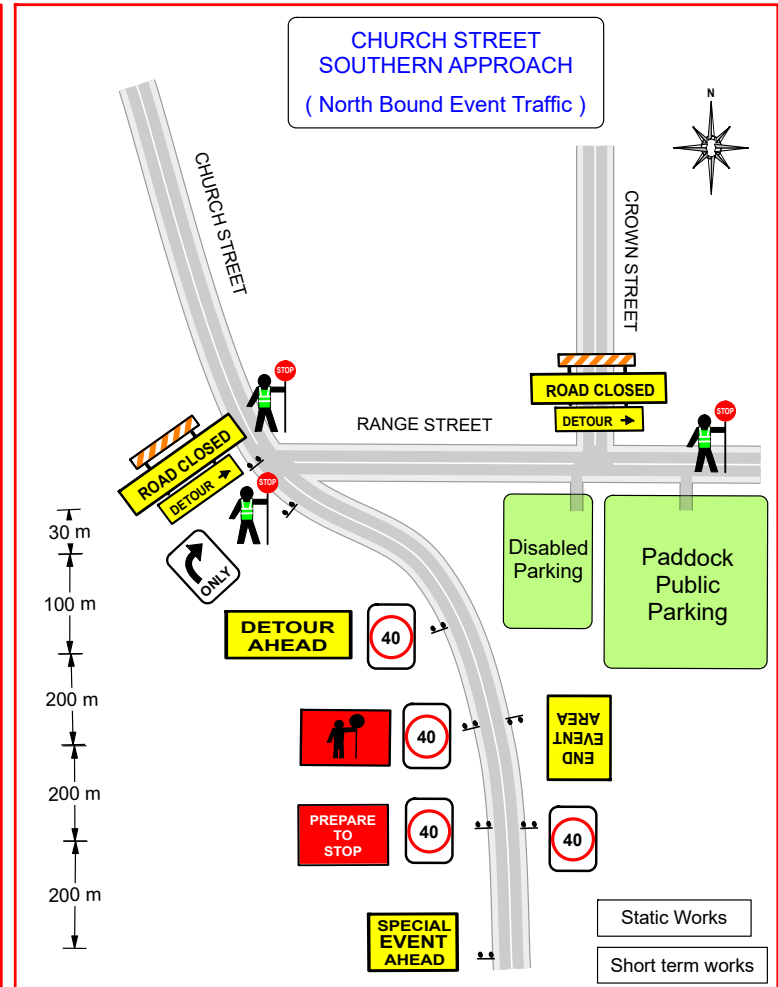 CHURCH STREET
SOUTHERN APPROACH
( North Bound Event Traffic )
N
CHURCH STREET
CROWN STREET
STOP
ROAD CLOSED
DETOUR
RANGE STREET
STOP
ROAD CLOSED
DETOUR
STOP
ONLY
30 m
100 m
200 m
200 m
200 m
Disabled
Parking
Paddock
Public
Parking
DETOUR
AHEAD
40
40
END
EVENT
AREA
PREPARE
TO
STOP
40
40
SPECIAL
EVENT
AHEAD
Static Works
Short term works